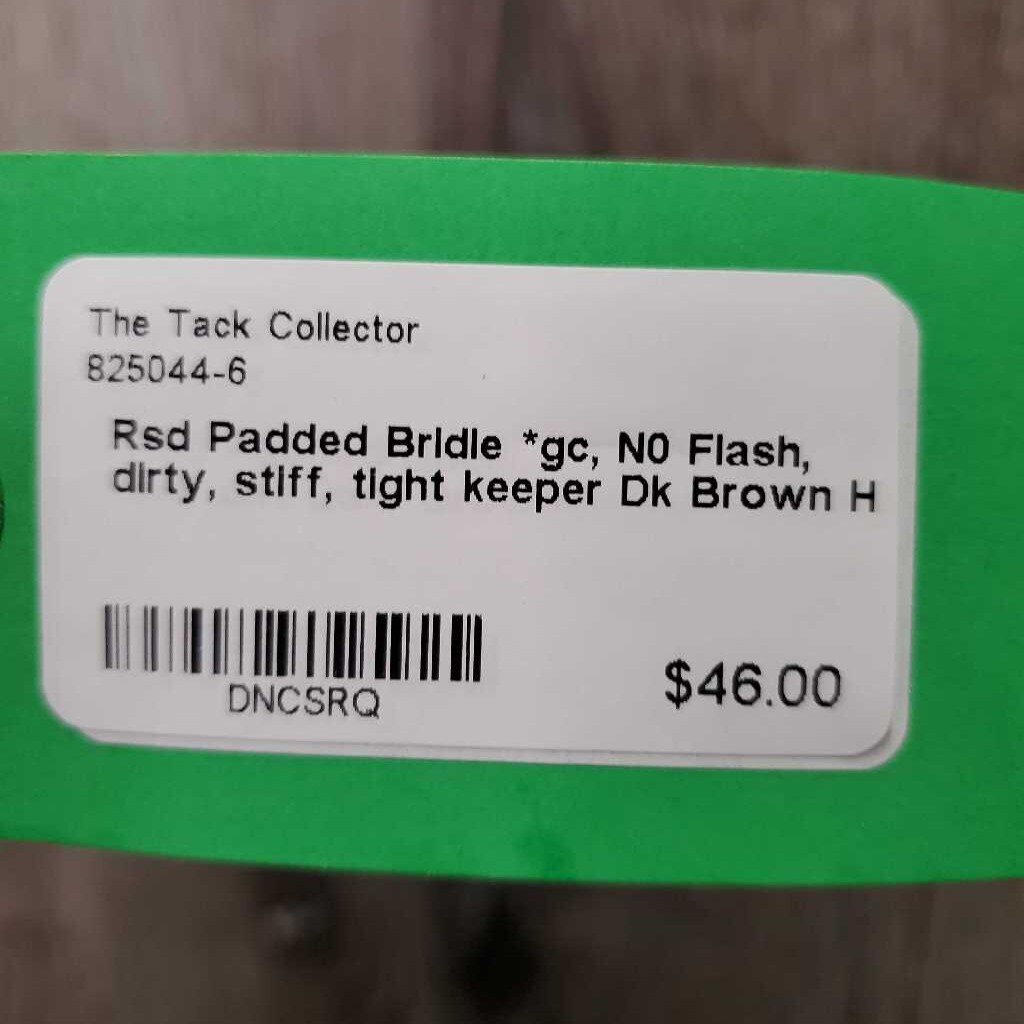 The Tack Collector
825044-6
Rsd Padded Bridle *gc, N0 Flash,
dirty, stiff, tight keeper Dk Brown H
DNCSRQ
$46.00